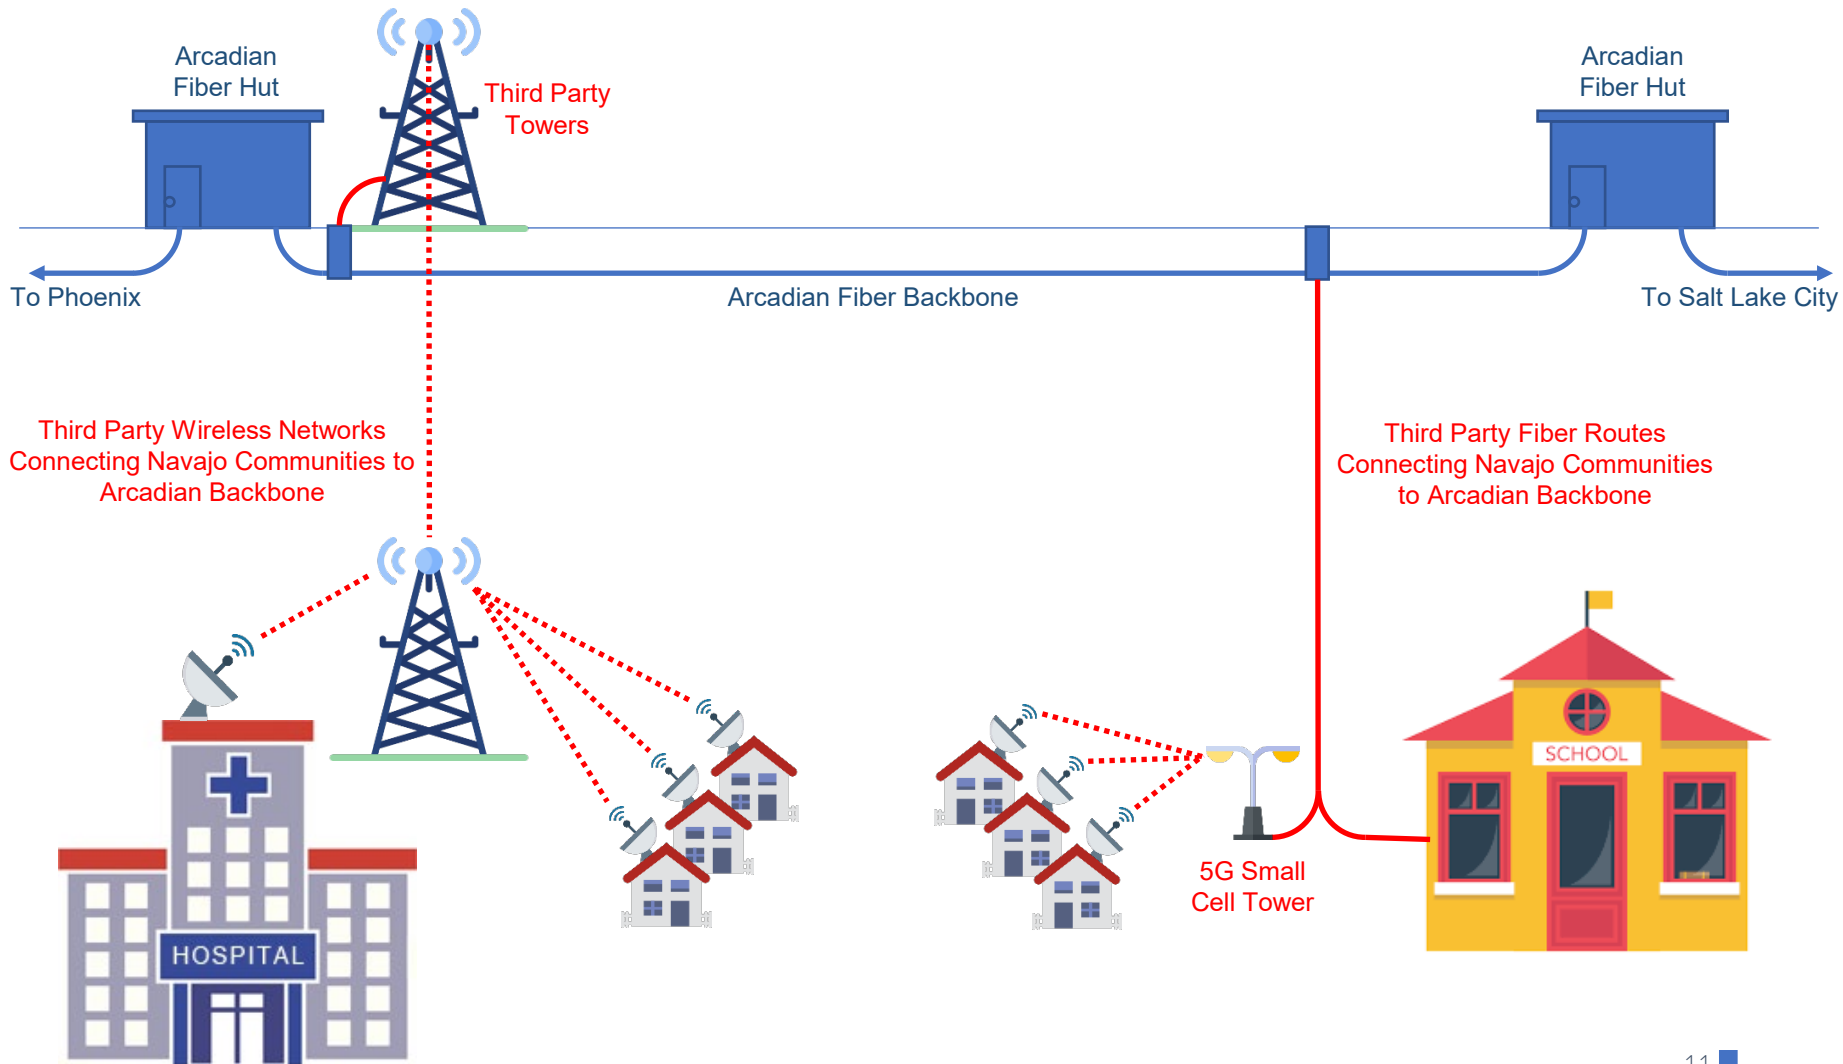 Arcadian
Fiber Hut
Third Party
Towers
Arcadian
Fiber Hut
To Phoenix
Arcadian Fiber Backbone
To Salt Lake City
Third Party Wireless Networks
Connecting Navajo Communities to
Arcadian Backbone
Third Party Fiber Routes
Connecting Navajo Communities
to Arcadian Backbone
SCHOOL
5G Small
Cell Tower
HOSPITAL
11